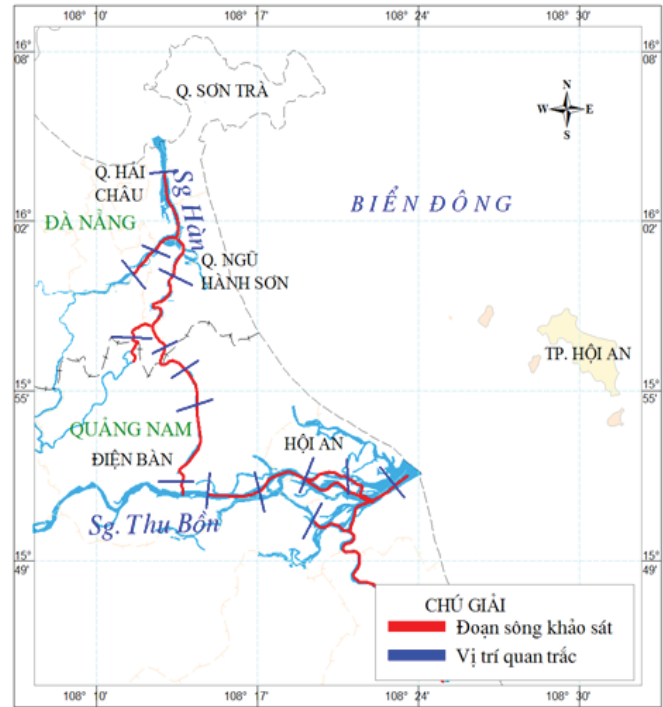 108° 10' 108° 17' 108° 24' 108° 30'
16° 08' 16° 08'
Q. SƠN TRÀ
N
W E
S
Q. HẢI
CHÂU
Sg Hàn
BIỂN ĐÔNG
16° 02' 16° 02'
ĐÀ NẴNG
Q. NGŨ
HÀNH SƠN
TP. HỘI AN
15° 55' 15° 55'
QUẢNG NAM
HỘI AN
ĐIỆN BÀN
Sg. Thu Bồn
15° 49' 15° 49'
CHÚ GIẢI
Đoạn sông khảo sát
Vị trí quan trắc
108° 10' 108° 17' 108° 24' 108° 30'